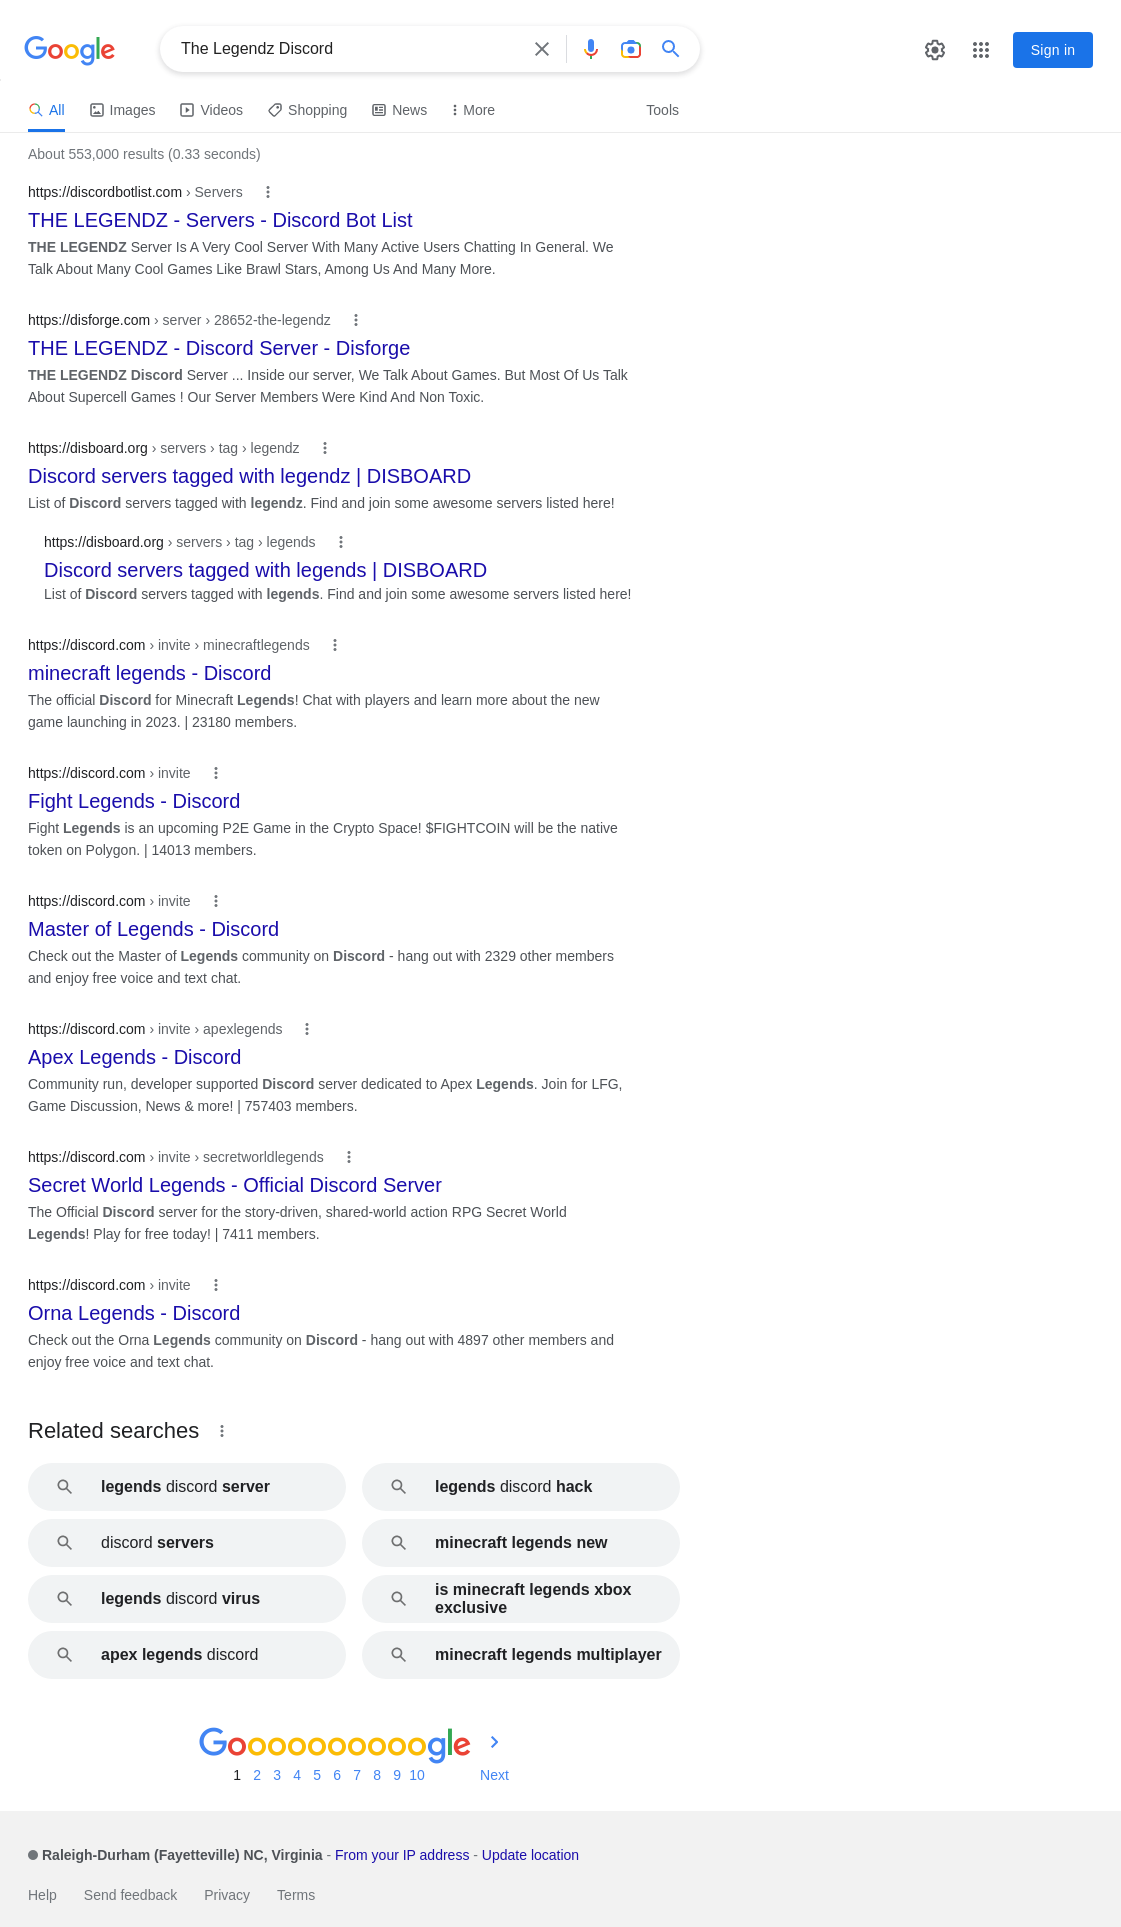 Google
The Legendz Discord
Sign in
All Images Videos Shopping News More Tools
About 553,000 results (0.33 seconds)
https://discordbotlist.com › Servers
THE LEGENDZ - Servers - Discord Bot List
THE LEGENDZ Server Is A Very Cool Server With Many Active Users Chatting In General. We
Talk About Many Cool Games Like Brawl Stars, Among Us And Many More.
https://disforge.com › server › 28652-the-legendz
THE LEGENDZ - Discord Server - Disforge
THE LEGENDZ Discord Server ... Inside our server, We Talk About Games. But Most Of Us Talk
About Supercell Games ! Our Server Members Were Kind And Non Toxic.
https://disboard.org › servers › tag › legendz
Discord servers tagged with legendz | DISBOARD
List of Discord servers tagged with legendz. Find and join some awesome servers listed here!
https://disboard.org › servers › tag › legends
Discord servers tagged with legends | DISBOARD
List of Discord servers tagged with legends. Find and join some awesome servers listed here!
https://discord.com › invite › minecraftlegends
minecraft legends - Discord
The official Discord for Minecraft Legends! Chat with players and learn more about the new
game launching in 2023. | 23180 members.
https://discord.com › invite
Fight Legends - Discord
Fight Legends is an upcoming P2E Game in the Crypto Space! $FIGHTCOIN will be the native
token on Polygon. | 14013 members.
https://discord.com › invite
Master of Legends - Discord
Check out the Master of Legends community on Discord - hang out with 2329 other members
and enjoy free voice and text chat.
https://discord.com › invite › apexlegends
Apex Legends - Discord
Community run, developer supported Discord server dedicated to Apex Legends. Join for LFG,
Game Discussion, News & more! | 757403 members.
https://discord.com › invite › secretworldlegends
Secret World Legends - Official Discord Server
The Official Discord server for the story-driven, shared-world action RPG Secret World
Legends! Play for free today! | 7411 members.
https://discord.com › invite
Orna Legends - Discord
Check out the Orna Legends community on Discord - hang out with 4897 other members and
enjoy free voice and text chat.
Related searches
legends discord server
legends discord hack
discord servers
minecraft legends new
legends discord virus
is minecraft legends xbox
exclusive
apex legends discord
minecraft legends multiplayer
Goooooooooogle
1 2 3 4 5 6 7 8 9 10 Next
Raleigh-Durham (Fayetteville) NC, Virginia - From your IP address - Update location
Help Send feedback Privacy Terms